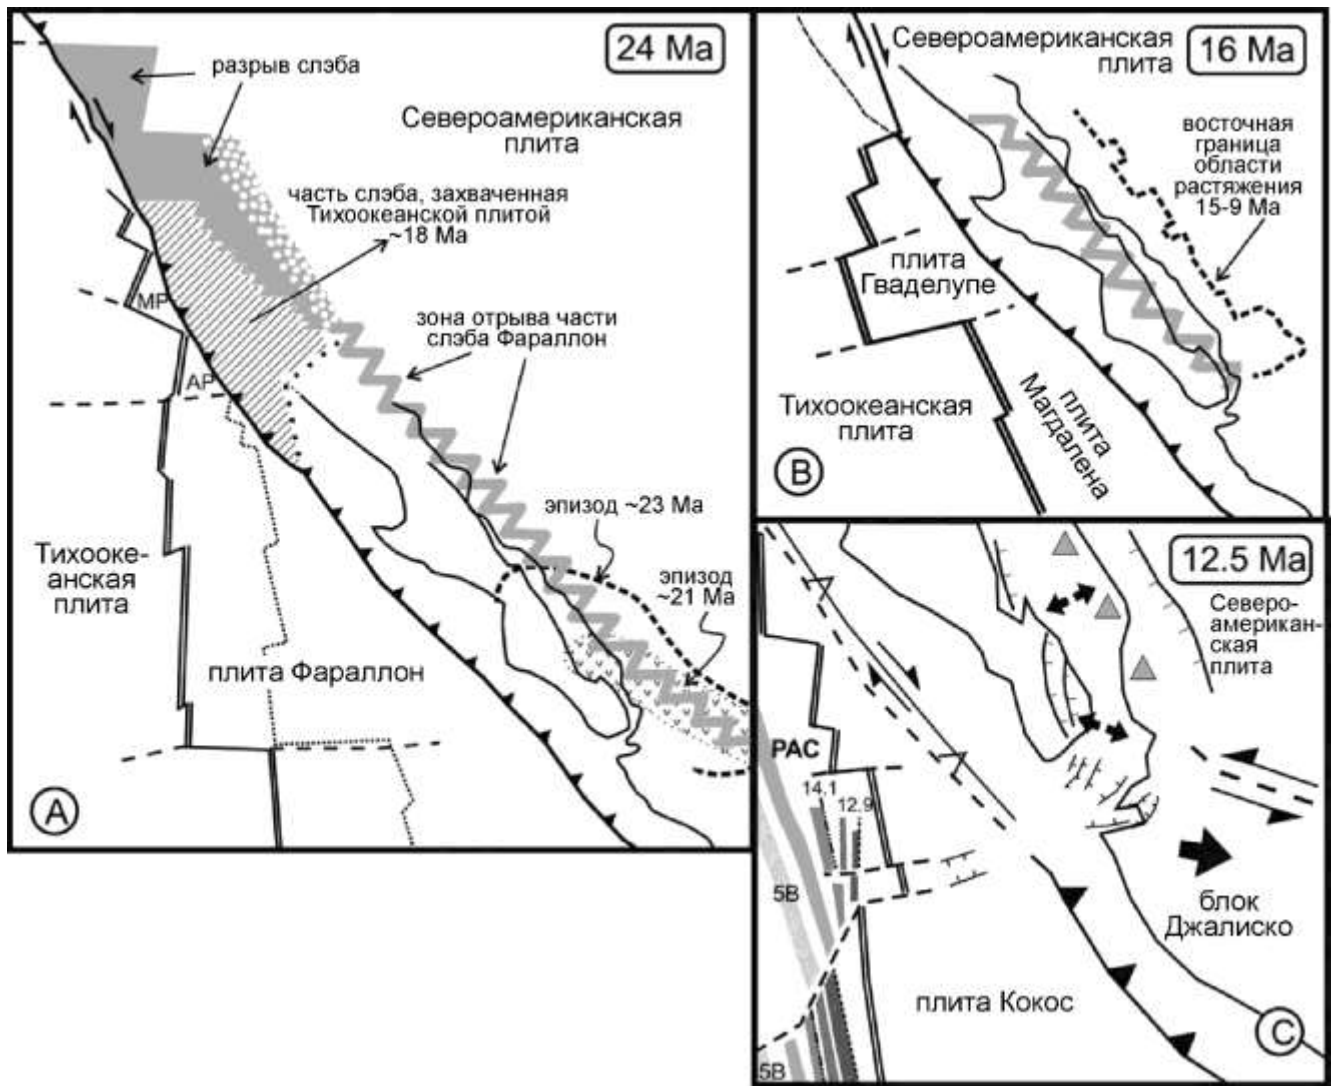 24 Ma
разрыв слэба
Североамериканская
плита
часть слэба, захваченная
Тихоокеанской плитой
~18 Ma
МР
зона отрыва части
слэба Фараллон
АР
эпизод ~23 Ma
Тихооке-
анская
плита
эпизод
~21 Ma
плита Фараллон
A
Североамериканская
плита
16 Ma
восточная
граница
области
растяжения
15-9 Ma
плита
Гваделупе
Тихоокеанская
плита
плита
Магдалена
B
12.5 Ma
Северо-
американ-
ская
плита
PAC
14.1
12.9
5B
блок
Джалиско
плита Кокос
C
5B